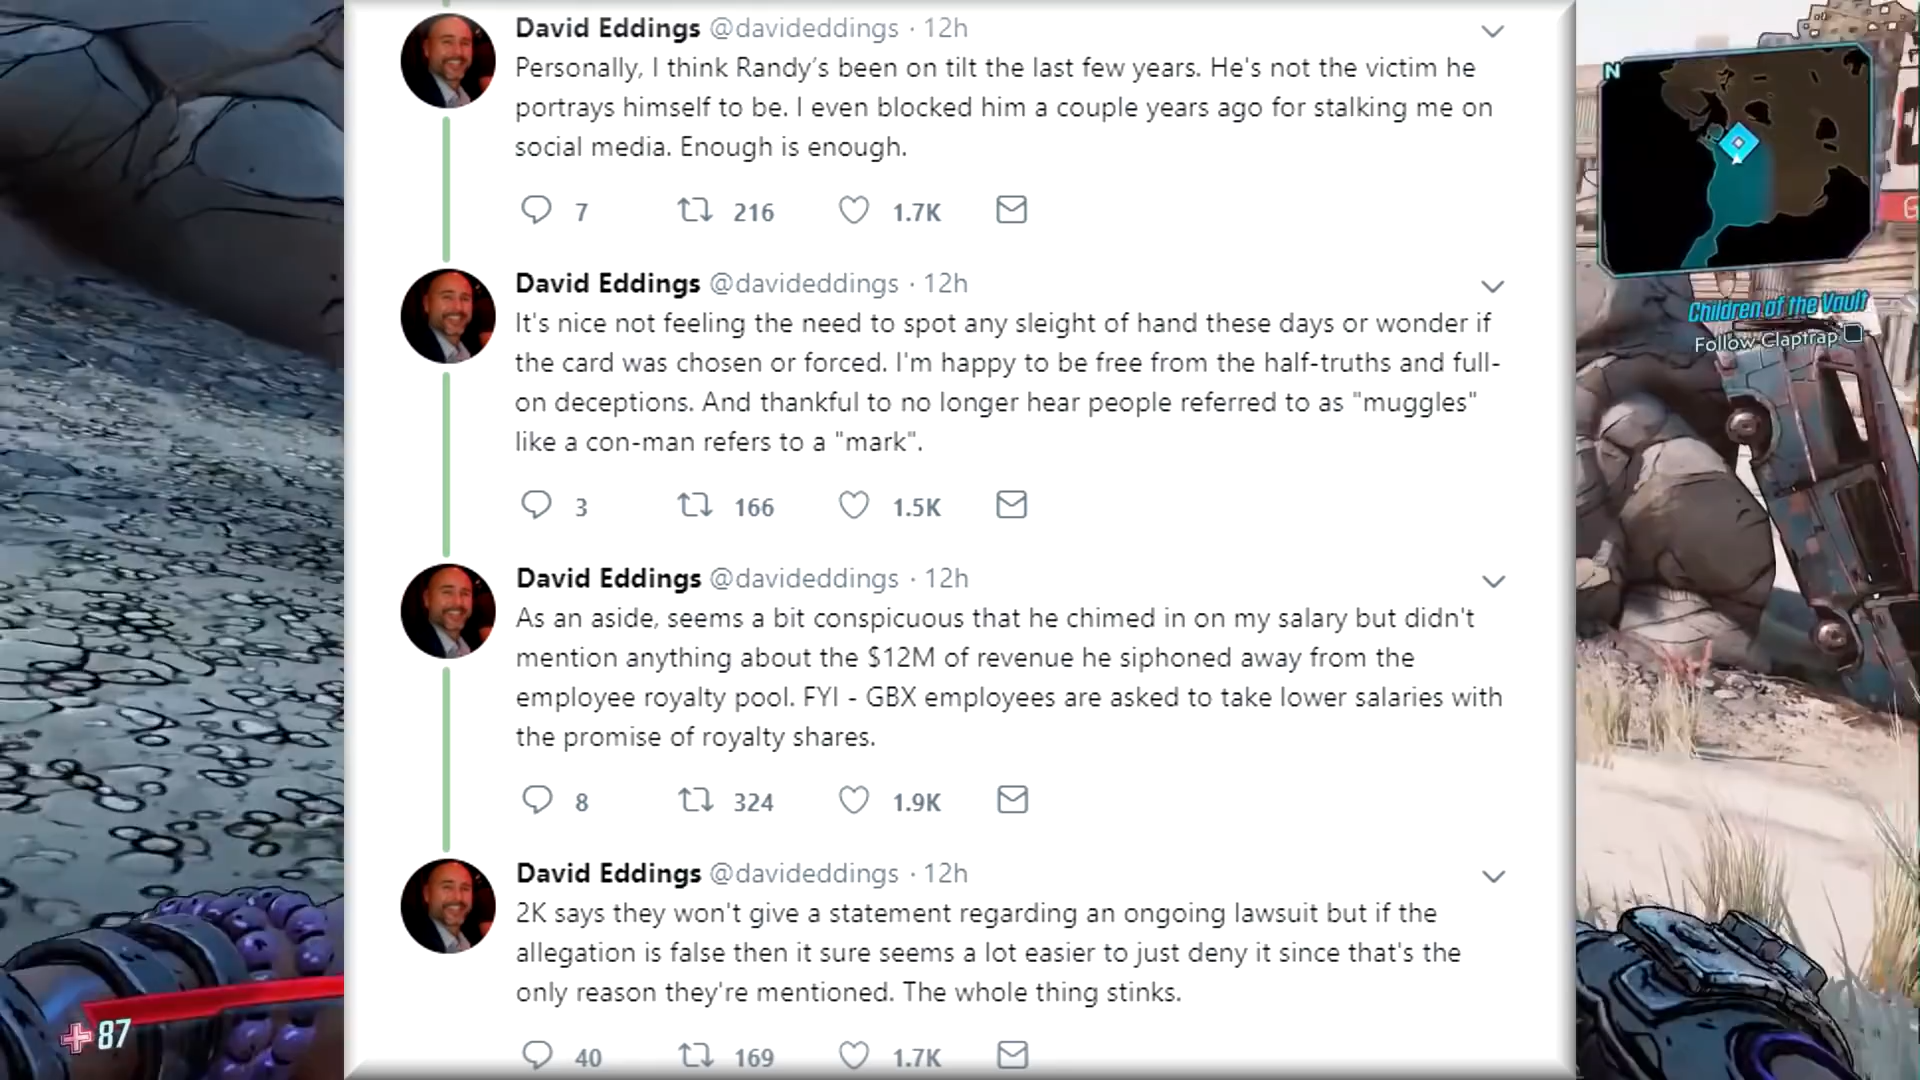 David Eddings @davideddings · 12h
Personally, I think Randy's been on tilt the last few years. He's not the victim he
portrays himself to be. I even blocked him a couple years ago for stalking me on
social media. Enough is enough.
7 216 1.7K
David Eddings @davideddings · 12h
It's nice not feeling the need to spot any sleight of hand these days or wonder if
the card was chosen or forced. I'm happy to be free from the half-truths and full-
on deceptions. And thankful to no longer hear people referred to as "muggles"
like a con-man refers to a "mark".
3 166 1.5K
David Eddings @davideddings · 12h
As an aside, seems a bit conspicuous that he chimed in on my salary but didn't
mention anything about the $12M of revenue he siphoned away from the
employee royalty pool. FYI - GBX employees are asked to take lower salaries with
the promise of royalty shares.
8 324 1.9K
David Eddings @davideddings · 12h
2K says they won't give a statement regarding an ongoing lawsuit but if the
allegation is false then it sure seems a lot easier to just deny it since that's the
only reason they're mentioned. The whole thing stinks.
40 169 1.7K
N
Children of the Vault
Follow Claptrap
87